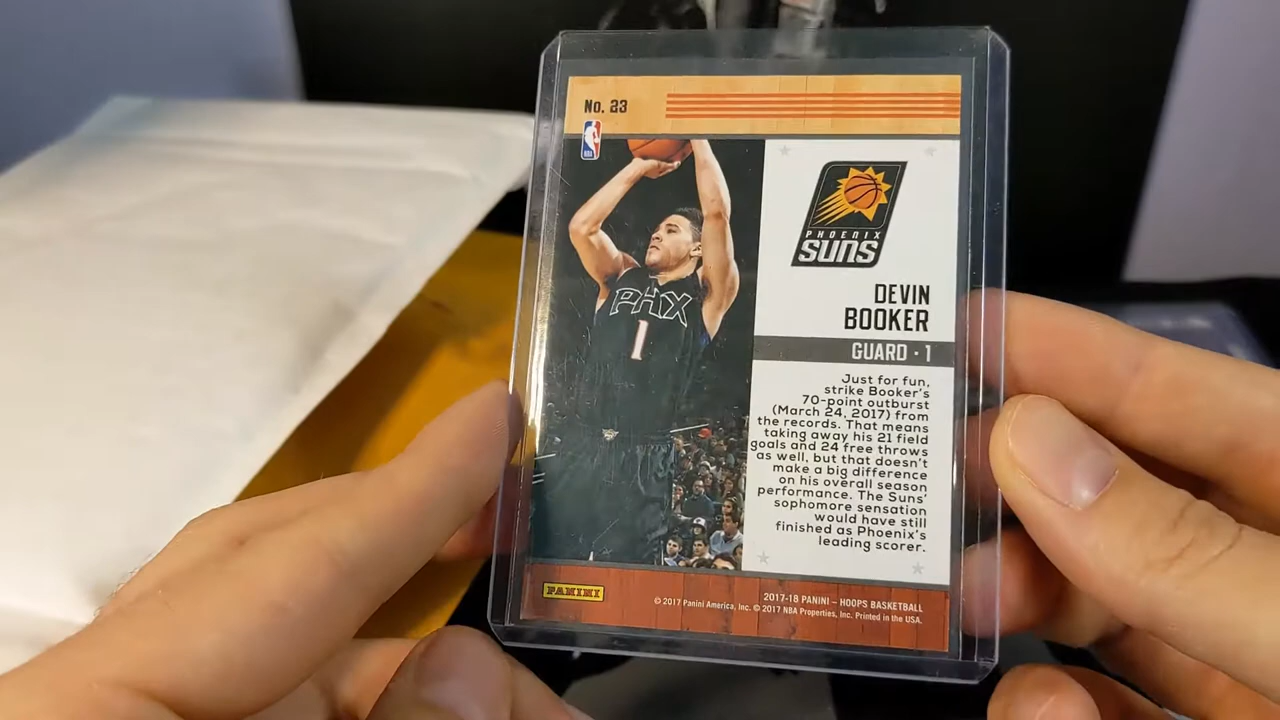 No. 23
NBA
PHOENIX
SUNS
DEVIN
BOOKER
GUARD · 1
PHX
1
Just for fun,
strike Booker's
70-point outburst
(March 24, 2017) from
the records. That means
taking away his 21 field
goals and 24 free throws
as well, but that doesn't
make a big difference
on his overall season
performance. The Suns'
sophomore sensation
would have still
finished as Phoenix's
leading scorer.
PANINI
2017-18 PANINI – HOOPS BASKETBALL
© 2017 Panini America, Inc. © 2017 NBA Properties, Inc. Printed in the USA.